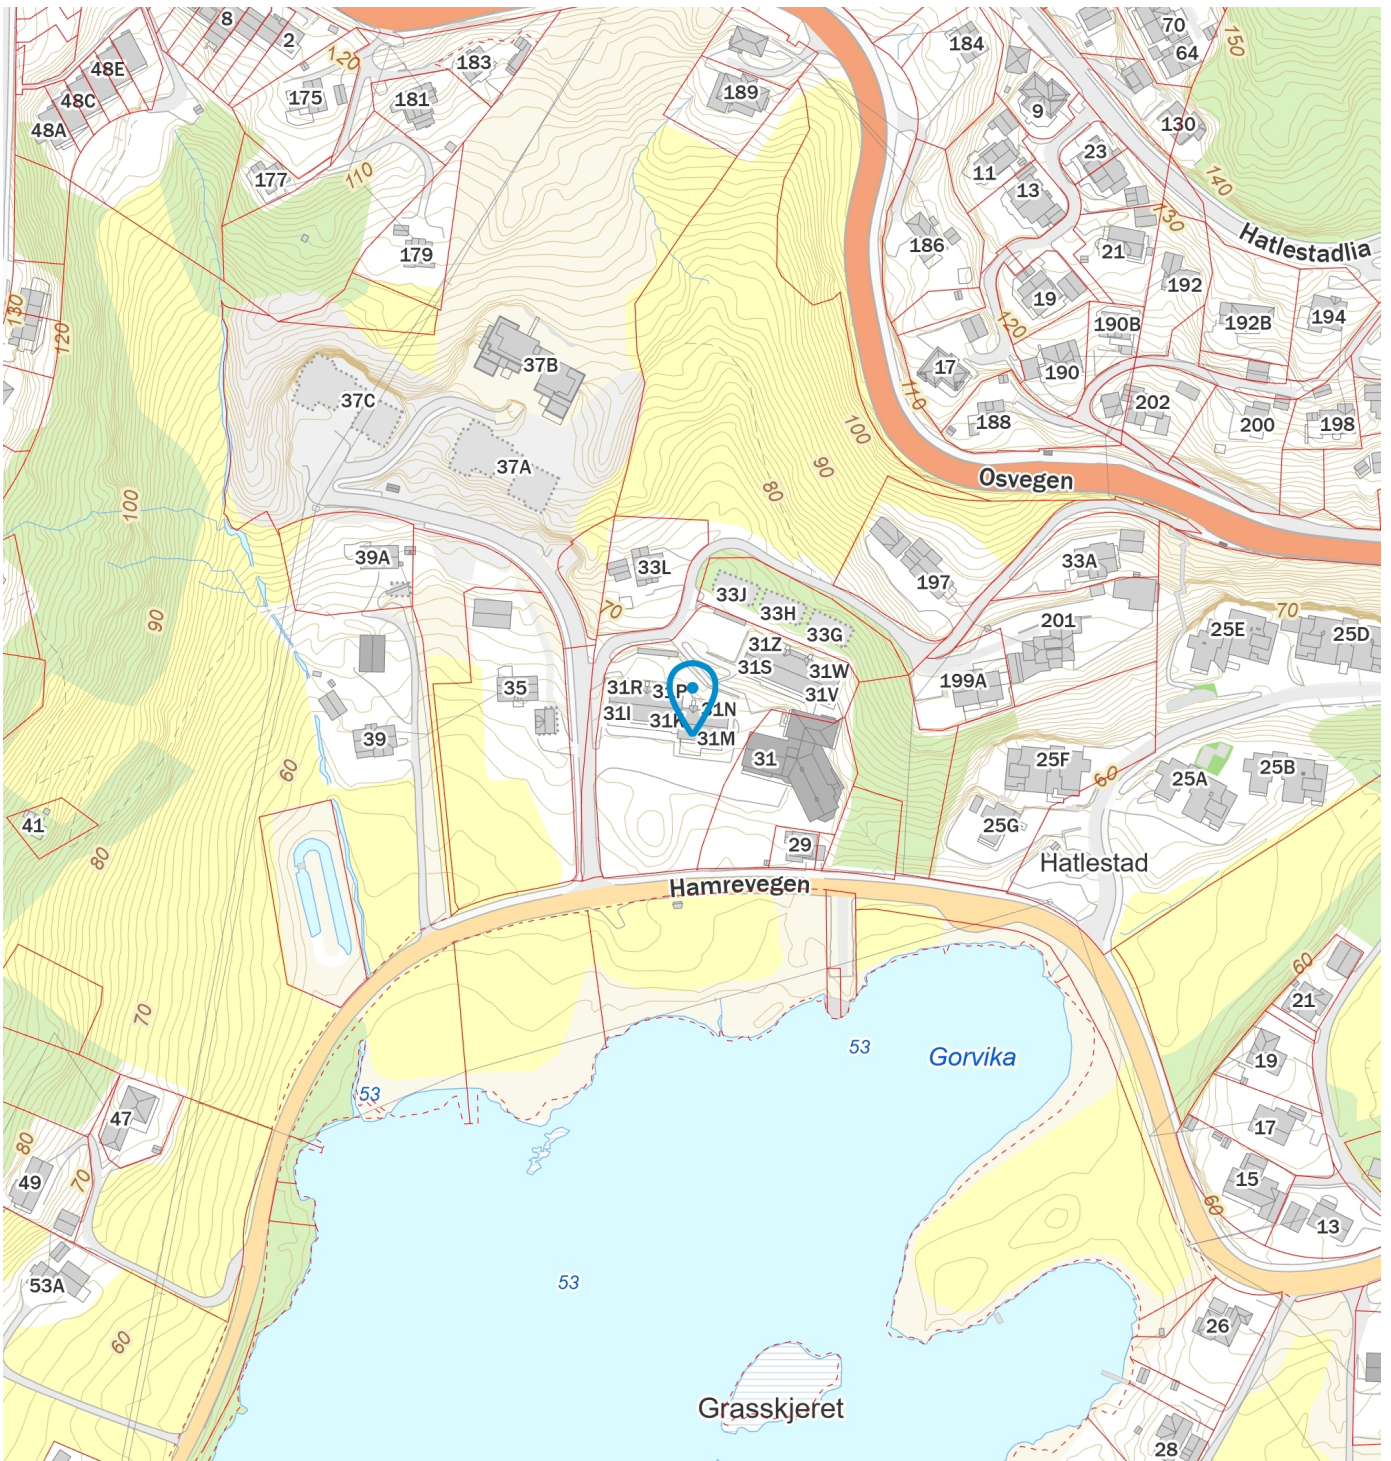 8
2
48E
48C
48A
120
175
183
181
189
184
70
64
150
9
130
23
11
13
140
177
110
179
186
21
130
Hatlestadlia
19
192
120
190B
192B
194
130
120
37B
37C
17
190
110
202
188
200
198
100
37A
90
80
Osvegen
100
39A
33L
33J
33H
33G
197
33A
201
70
25E
25D
90
70
31Z
31S
31W
31V
31R
31P
31I
31K
31N
31M
35
199A
39
31
25F
60
25A
25B
60
41
80
29
25G
Hatlestad
Hamrevegen
60
21
70
53
Gorvika
19
53
47
17
80
49
70
15
60
13
53
53A
60
26
Grasskjeret
28